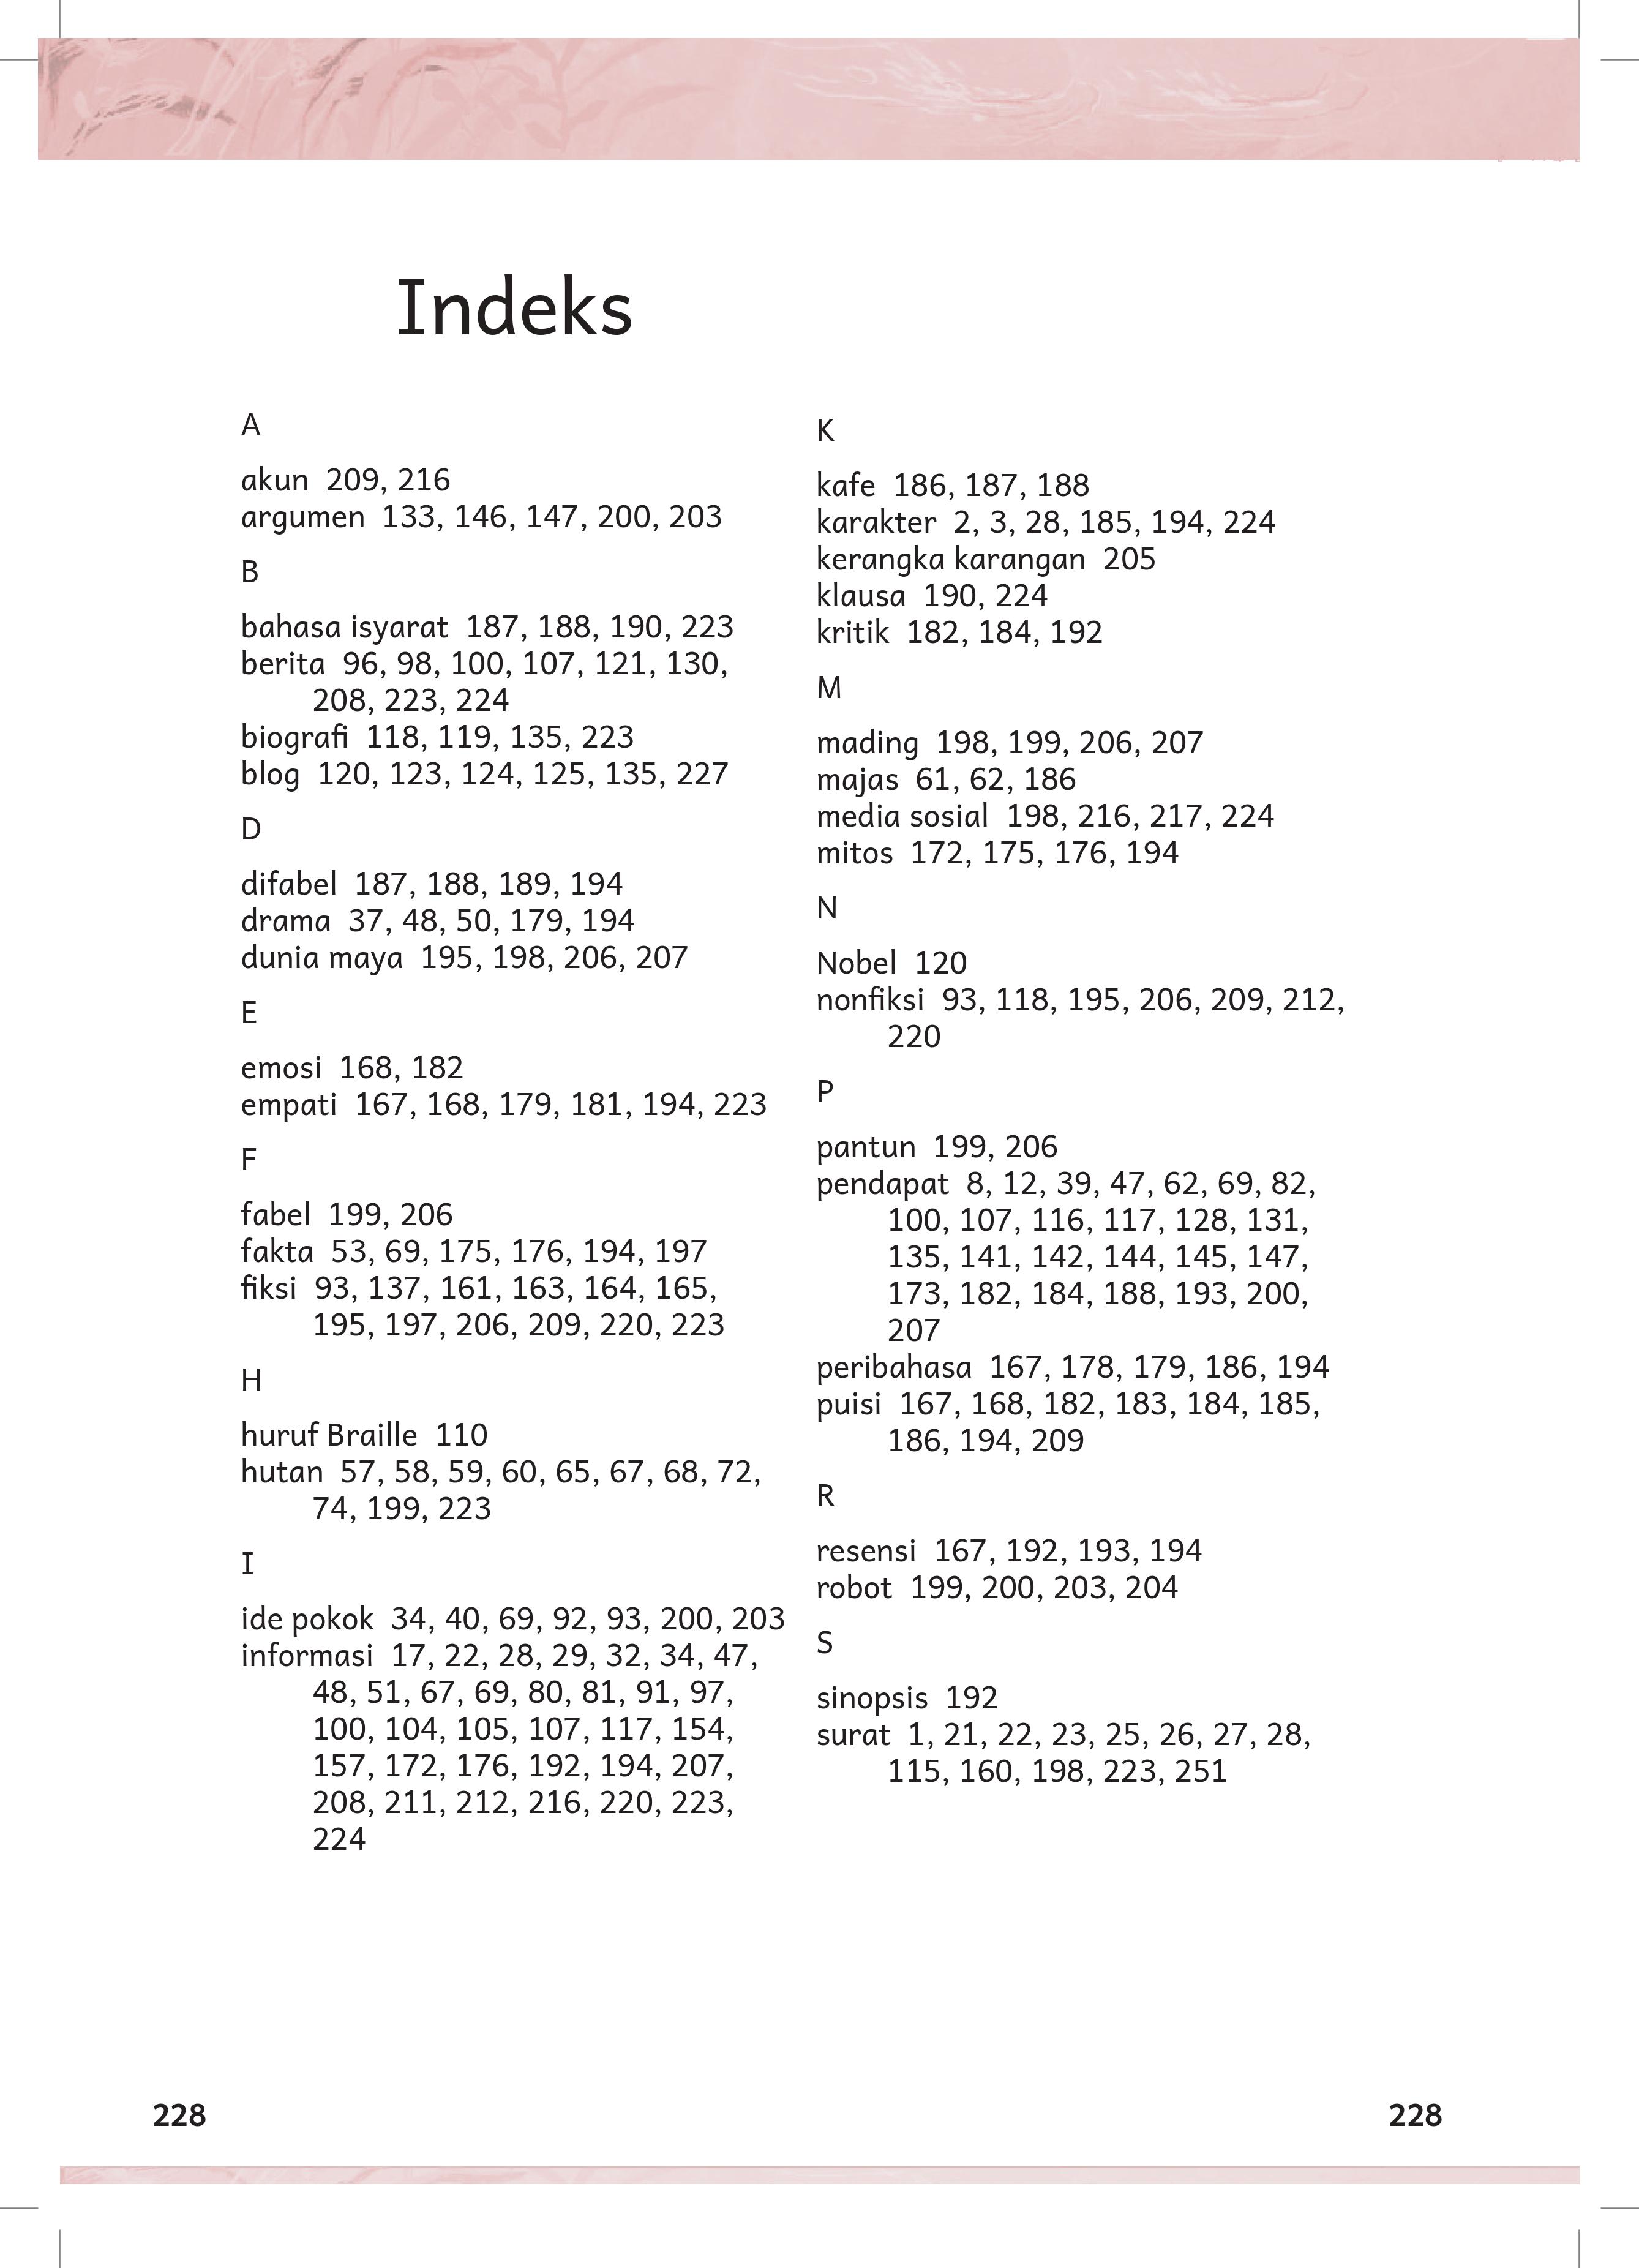 Indeks
A
akun 209, 216
argumen 133, 146, 147, 200, 203
B
bahasa isyarat 187, 188, 190, 223
berita 96, 98, 100, 107, 121, 130,
208, 223, 224
biografi 118, 119, 135, 223
blog 120, 123, 124, 125, 135, 227
D
difabel 187, 188, 189, 194
drama 37, 48, 50, 179, 194
dunia maya 195, 198, 206, 207
E
emosi 168, 182
empati 167, 168, 179, 181, 194, 223
F
fabel 199, 206
fakta 53, 69, 175, 176, 194, 197
fiksi 93, 137, 161, 163, 164, 165,
195, 197, 206, 209, 220, 223
H
huruf Braille 110
hutan 57, 58, 59, 60, 65, 67, 68, 72,
74, 199, 223
I
ide pokok 34, 40, 69, 92, 93, 200, 203
informasi 17, 22, 28, 29, 32, 34, 47,
48, 51, 67, 69, 80, 81, 91, 97,
100, 104, 105, 107, 117, 154,
157, 172, 176, 192, 194, 207,
208, 211, 212, 216, 220, 223,
224
K
kafe 186, 187, 188
karakter 2, 3, 28, 185, 194, 224
kerangka karangan 205
klausa 190, 224
kritik 182, 184, 192
M
mading 198, 199, 206, 207
majas 61, 62, 186
media sosial 198, 216, 217, 224
mitos 172, 175, 176, 194
N
Nobel 120
nonfiksi 93, 118, 195, 206, 209, 212,
220
P
pantun 199, 206
pendapat 8, 12, 39, 47, 62, 69, 82,
100, 107, 116, 117, 128, 131,
135, 141, 142, 144, 145, 147,
173, 182, 184, 188, 193, 200,
207
peribahasa 167, 178, 179, 186, 194
puisi 167, 168, 182, 183, 184, 185,
186, 194, 209
R
resensi 167, 192, 193, 194
robot 199, 200, 203, 204
S
sinopsis 192
surat 1, 21, 22, 23, 25, 26, 27, 28,
115, 160, 198, 223, 251
228
228